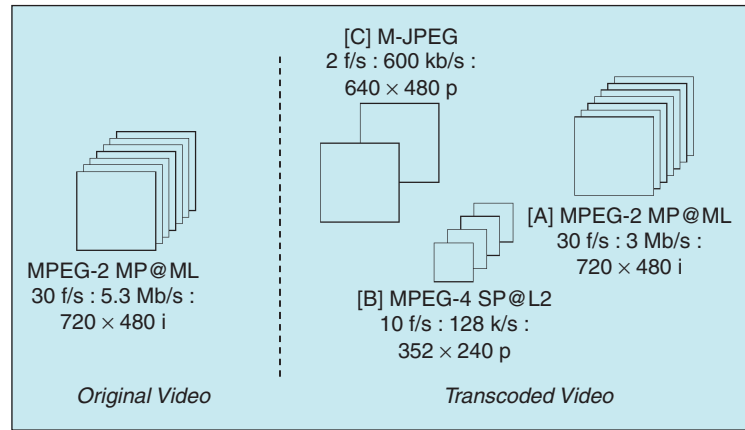 [C] M-JPEG
2 f/s : 600 kb/s :
640 × 480 p
MPEG-2 MP@ML
30 f/s : 5.3 Mb/s :
720 × 480 i
[A] MPEG-2 MP@ML
30 f/s : 3 Mb/s :
720 × 480 i
[B] MPEG-4 SP@L2
10 f/s : 128 k/s :
352 × 240 p
Original Video
Transcoded Video